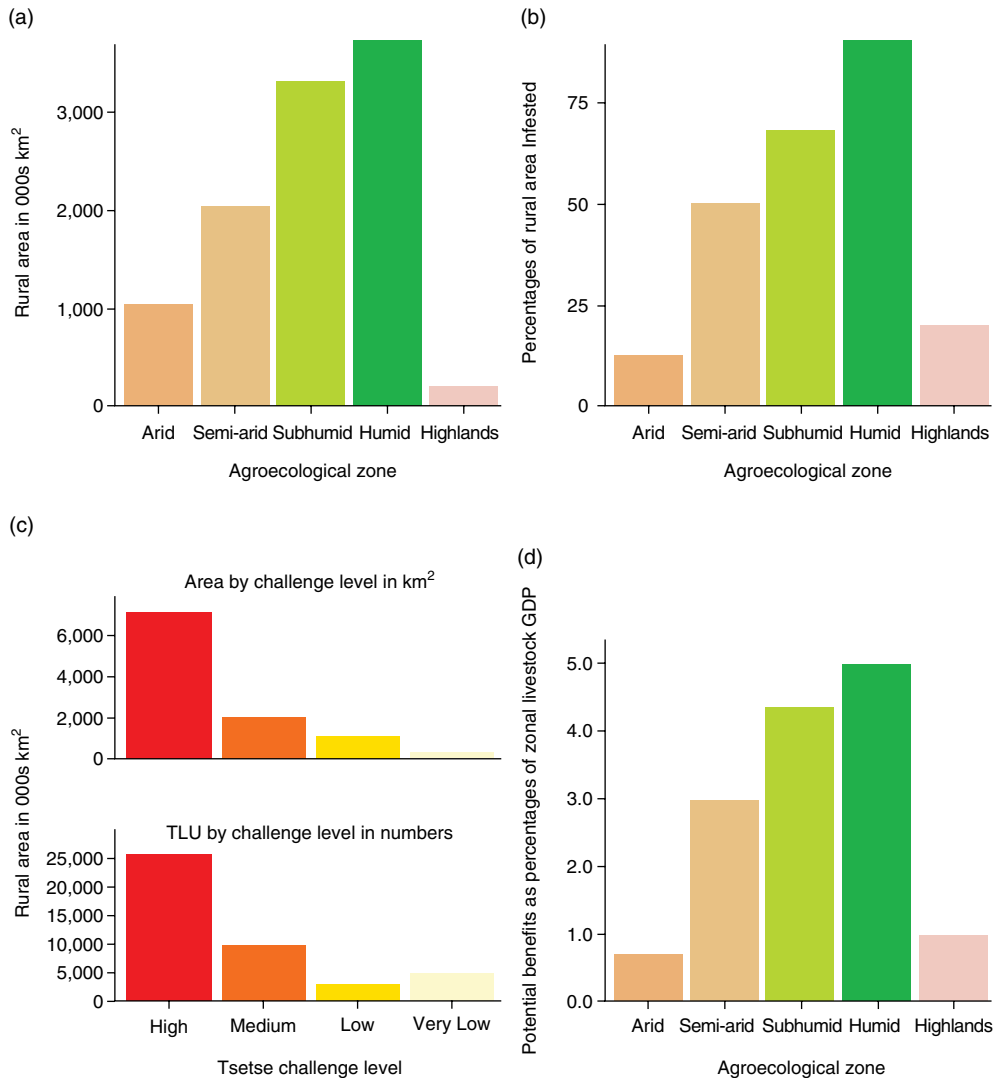 (a)
Rural area in 000s km²
3,000
2,000
1,000
0
Arid Semi-arid Subhumid Humid Highlands
Agroecological zone
(b)
Percentages of rural area Infested
75
50
25
0
Arid Semi-arid Subhumid Humid Highlands
Agroecological zone
(c)
Rural area in 000s km²
Area by challenge level in km²
6,000
4,000
2,000
0
TLU by challenge level in numbers
25,000
20,000
15,000
10,000
5,000
0
High Medium Low Very Low
Tsetse challenge level
(d)
Potential benefits as percentages of zonal livestock GDP
5.0
4.0
3.0
2.0
1.0
0.0
Arid Semi-arid Subhumid Humid Highlands
Agroecological zone